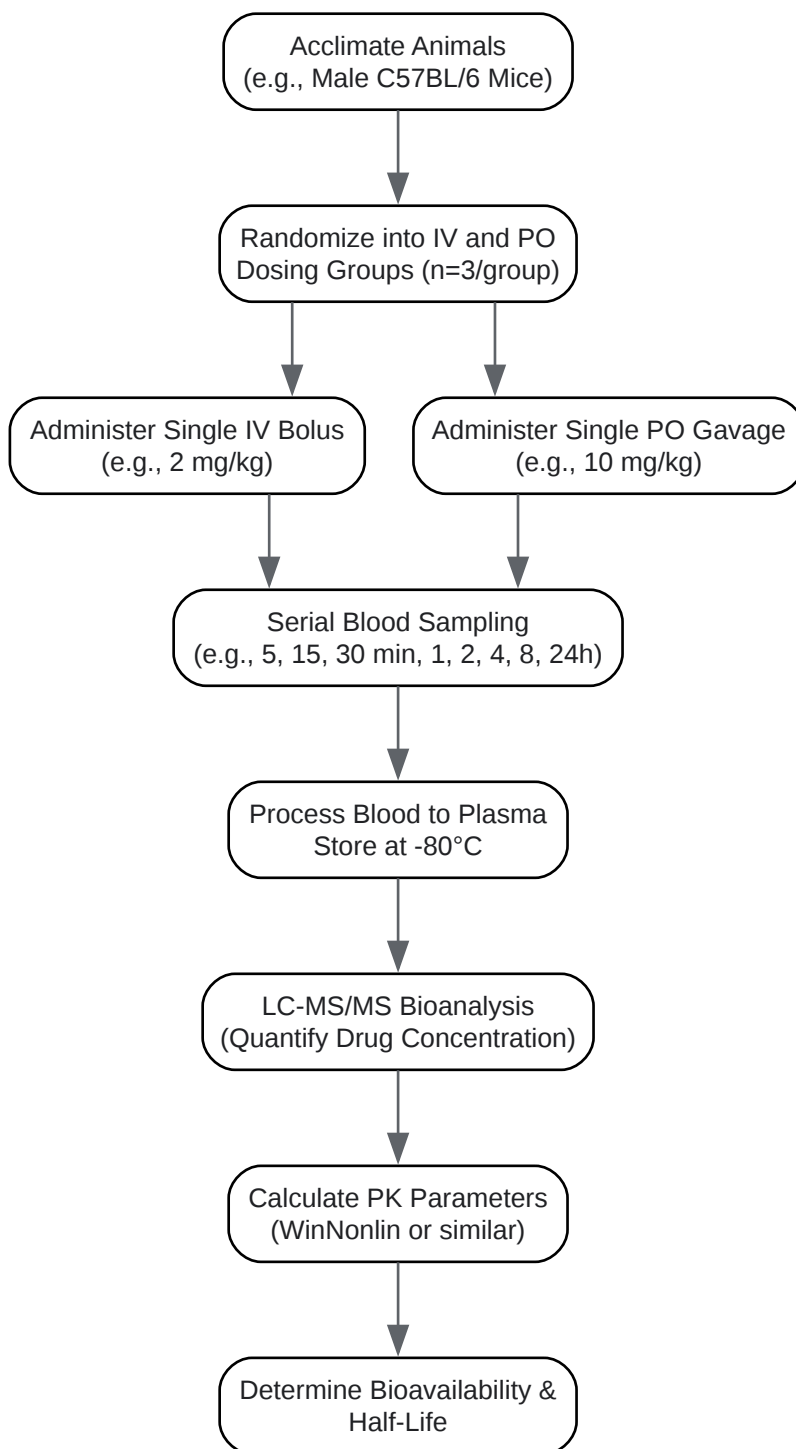 Acclimate Animals
(e.g., Male C57BL/6 Mice)
Randomize into IV and PO
Dosing Groups (n=3/group)
Administer Single IV Bolus
(e.g., 2 mg/kg)
Administer Single PO Gavage
(e.g., 10 mg/kg)
Serial Blood Sampling
(e.g., 5, 15, 30 min, 1, 2, 4, 8, 24h)
Process Blood to Plasma
Store at -80°C
LC-MS/MS Bioanalysis
(Quantify Drug Concentration)
Calculate PK Parameters
(WinNonlin or similar)
Determine Bioavailability &
Half-Life